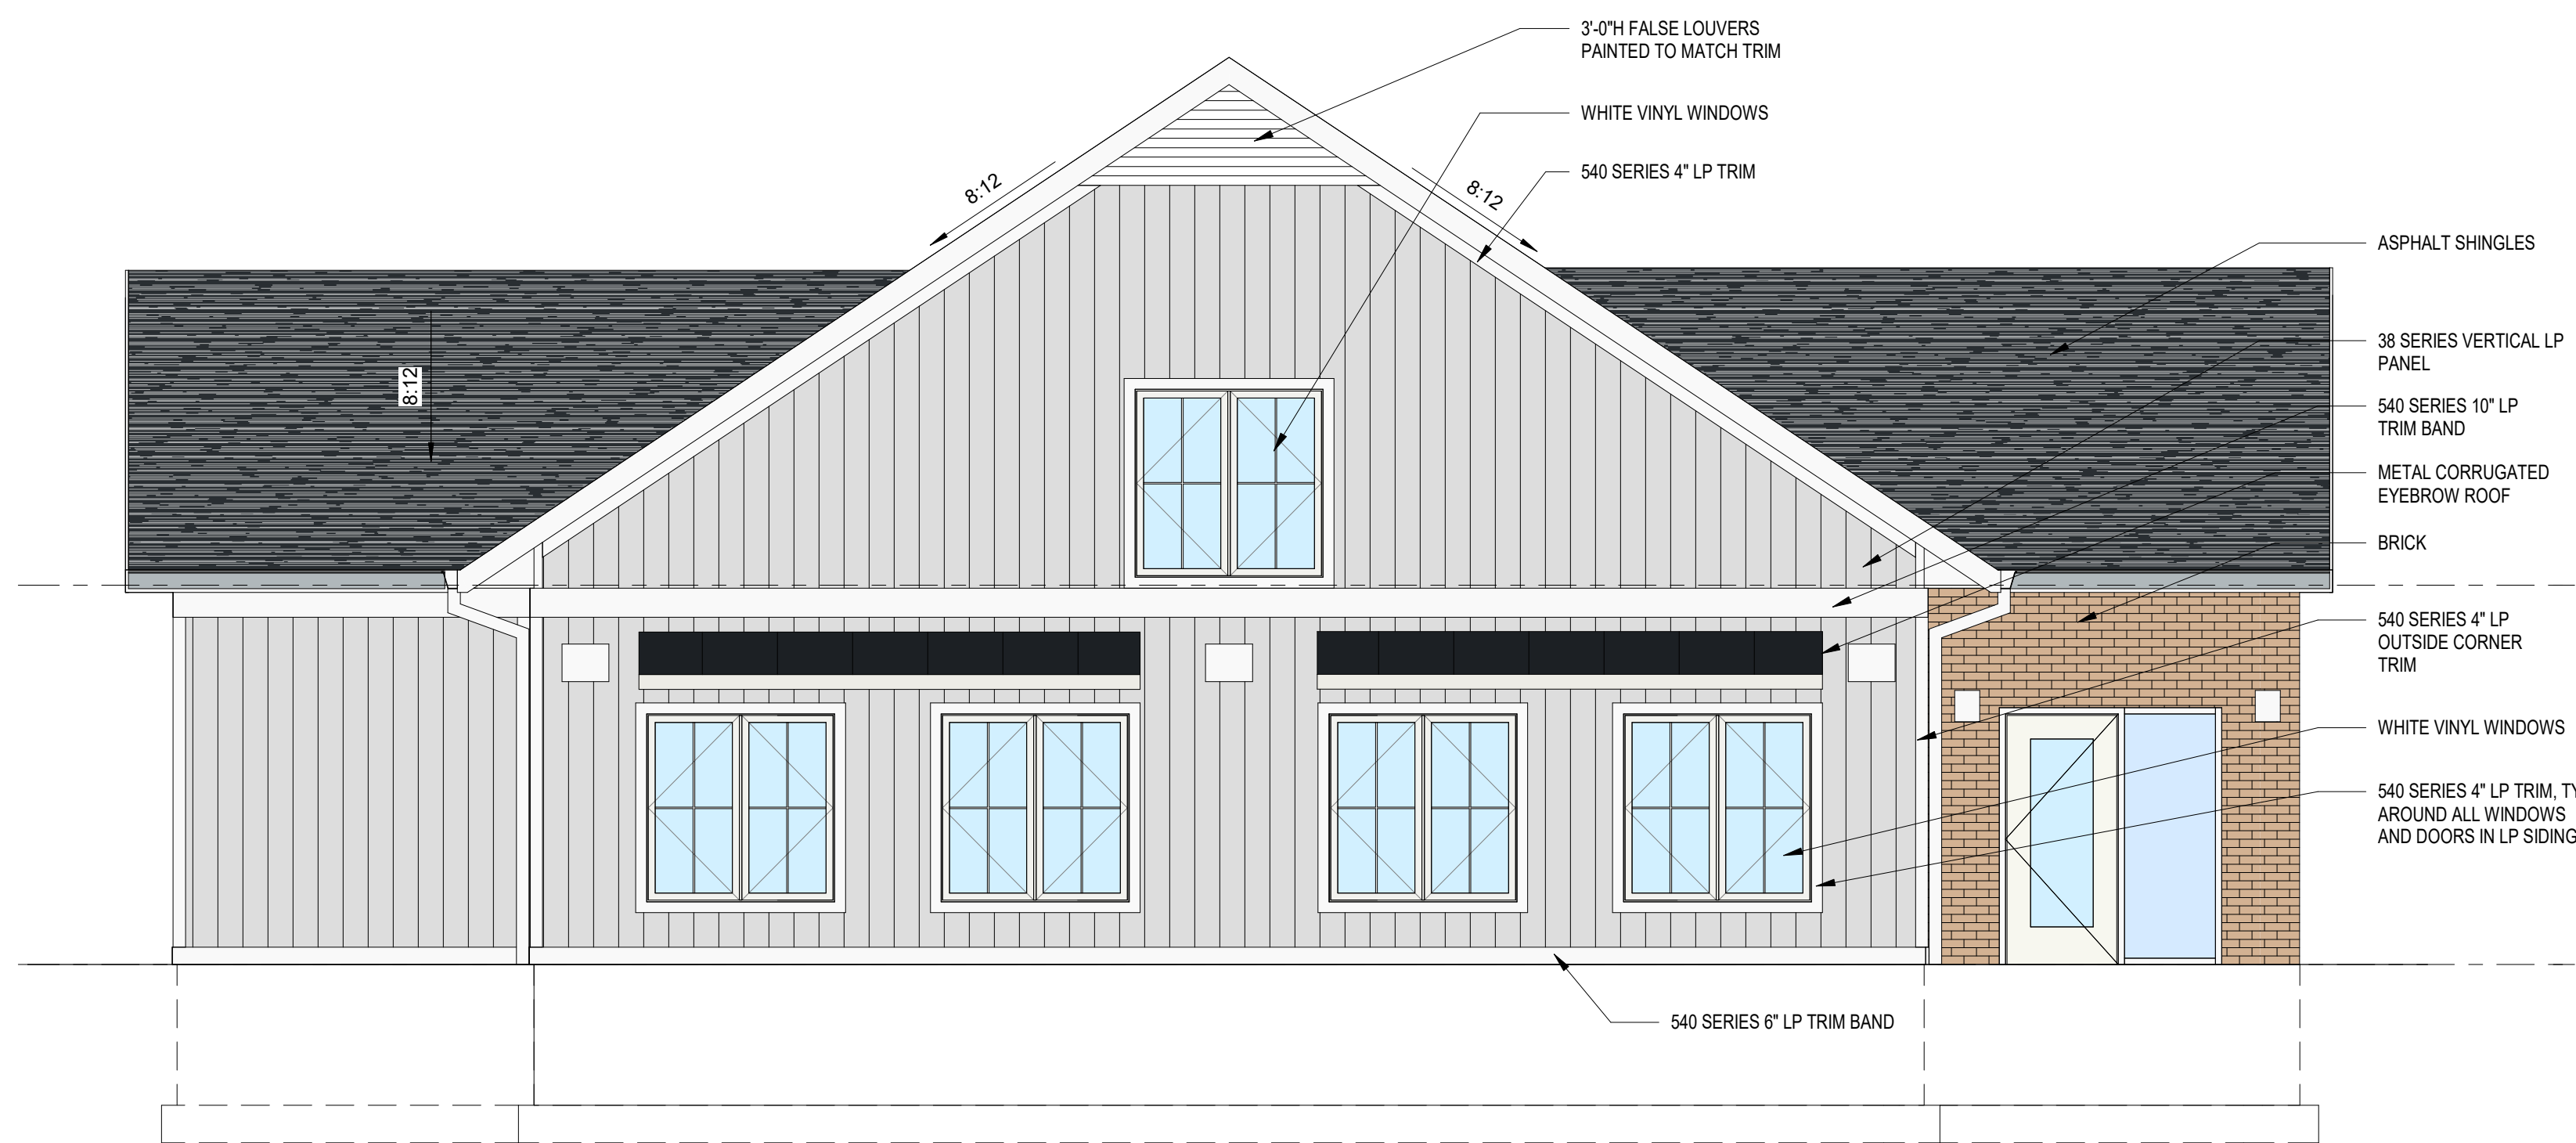 3'-0"H FALSE LOUVERS
PAINTED TO MATCH TRIM
WHITE VINYL WINDOWS
540 SERIES 4" LP TRIM
8:12
8:12
8:12
ASPHALT SHINGLES
38 SERIES VERTICAL LP
PANEL
540 SERIES 10" LP
TRIM BAND
METAL CORRUGATED
EYEBROW ROOF
BRICK
540 SERIES 4" LP
OUTSIDE CORNER
TRIM
WHITE VINYL WINDOWS
540 SERIES 4" LP TRIM, TY
AROUND ALL WINDOWS
AND DOORS IN LP SIDING
540 SERIES 6" LP TRIM BAND